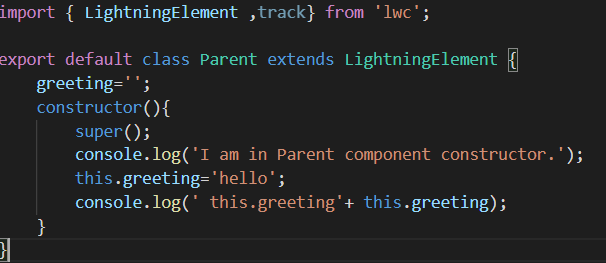 import { LightningElement ,track} from 'lwc';
export default class Parent extends LightningElement {
greeting='';
constructor(){
super();
console.log('I am in Parent component constructor.');
this.greeting='hello';
console.log(' this.greeting'+ this.greeting);
}
}